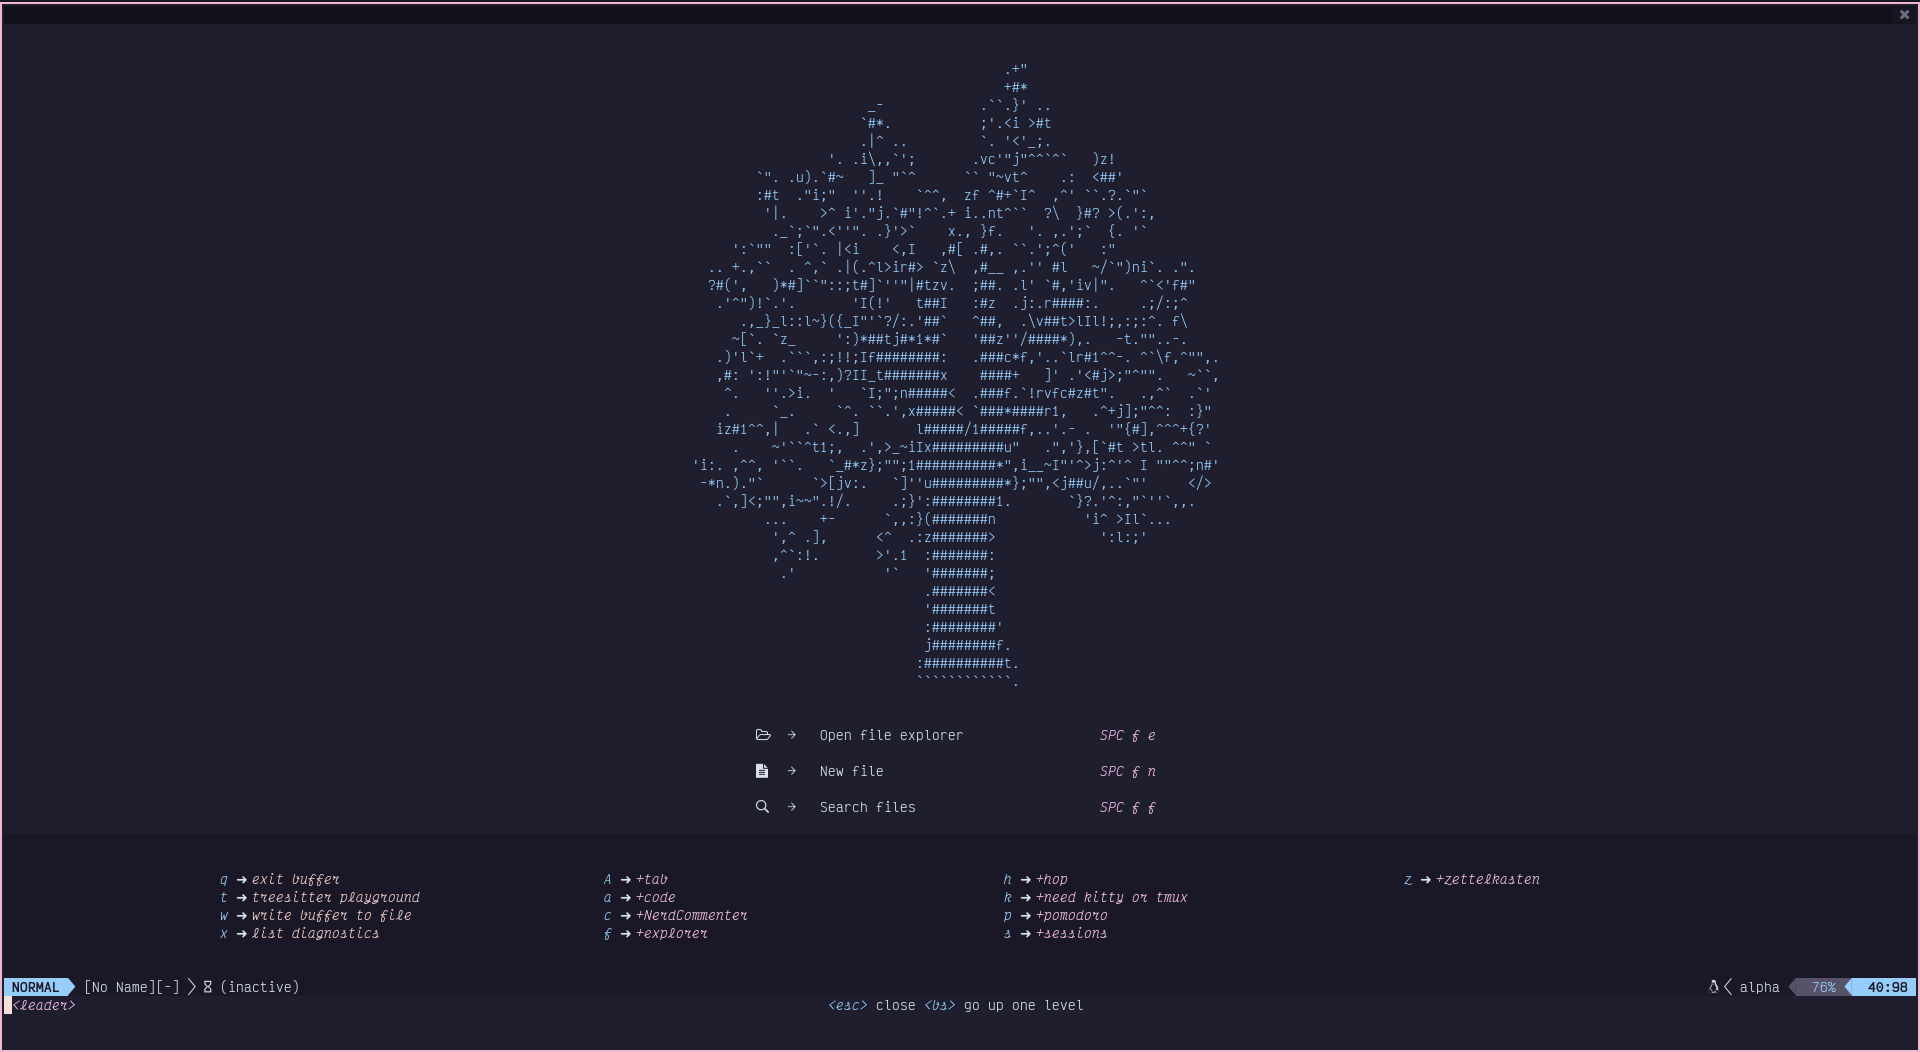 Open file explorer SPC f e
New file SPC f n
Search files SPC f f
q ➜ exit buffer
t ➜ treesitter playground
w ➜ write buffer to file
x ➜ list diagnostics
A ➜ +tab
a ➜ +code
c ➜ +NerdCommenter
f ➜ +explorer
h ➜ +hop
k ➜ +need kitty or tmux
p ➜ +pomodoro
s ➜ +sessions
z ➜ +zettelkasten
NORMAL [No Name][-] (inactive) alpha 76% 40:98
<leader> <esc> close <bs> go up one level